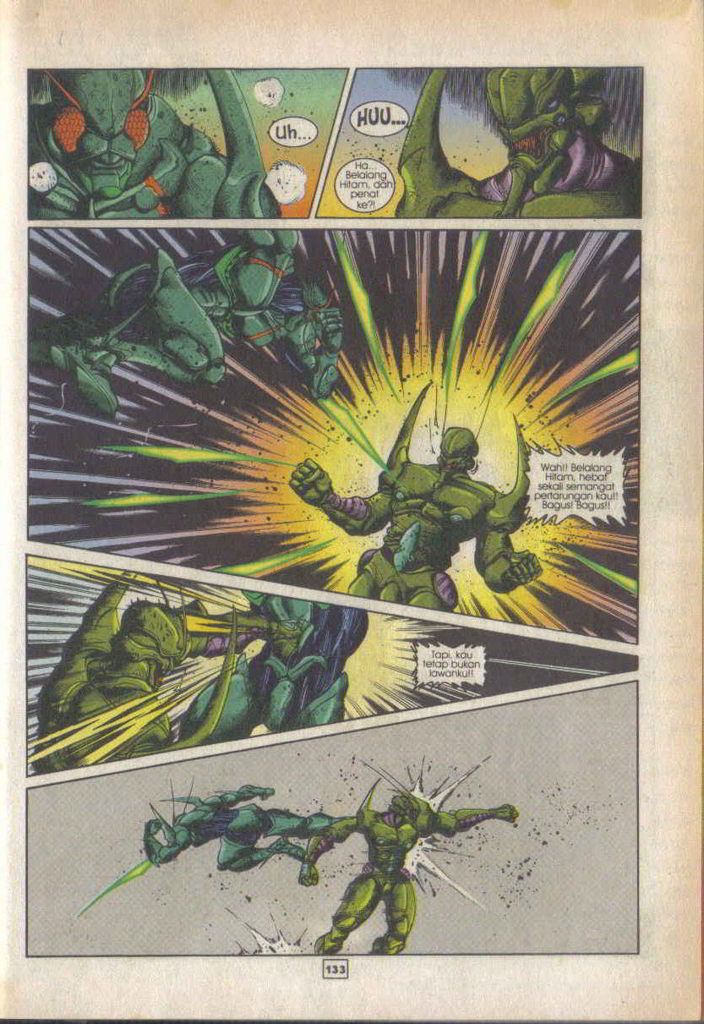 Uh...
HUU...
Ha...
Belalang
Hitam, dah
penat
ke?!
Wah!! Belalang
Hitam, hebat
sekali semangat
pertarungan kau!!
Bagus! Bagus!!
Tapi, kau
tetap bukan
lawanku!!
133